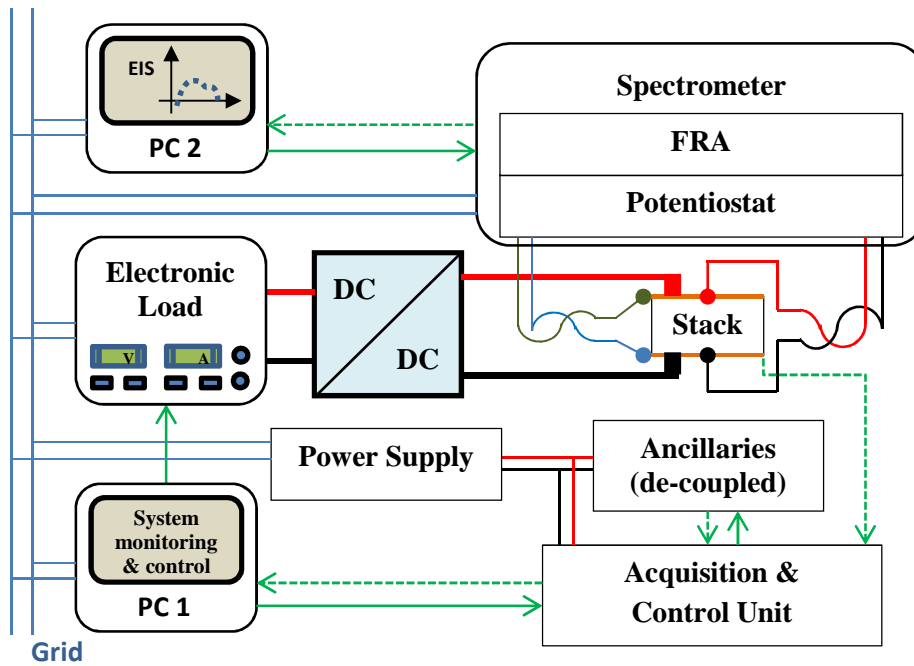 EIS
PC 2
Spectrometer
FRA
Potentiostat
Electronic
Load
V
A
DC
DC
Stack
Power Supply
Ancillaries
(de-coupled)
System
monitoring
& control
PC 1
Acquisition &
Control Unit
Grid